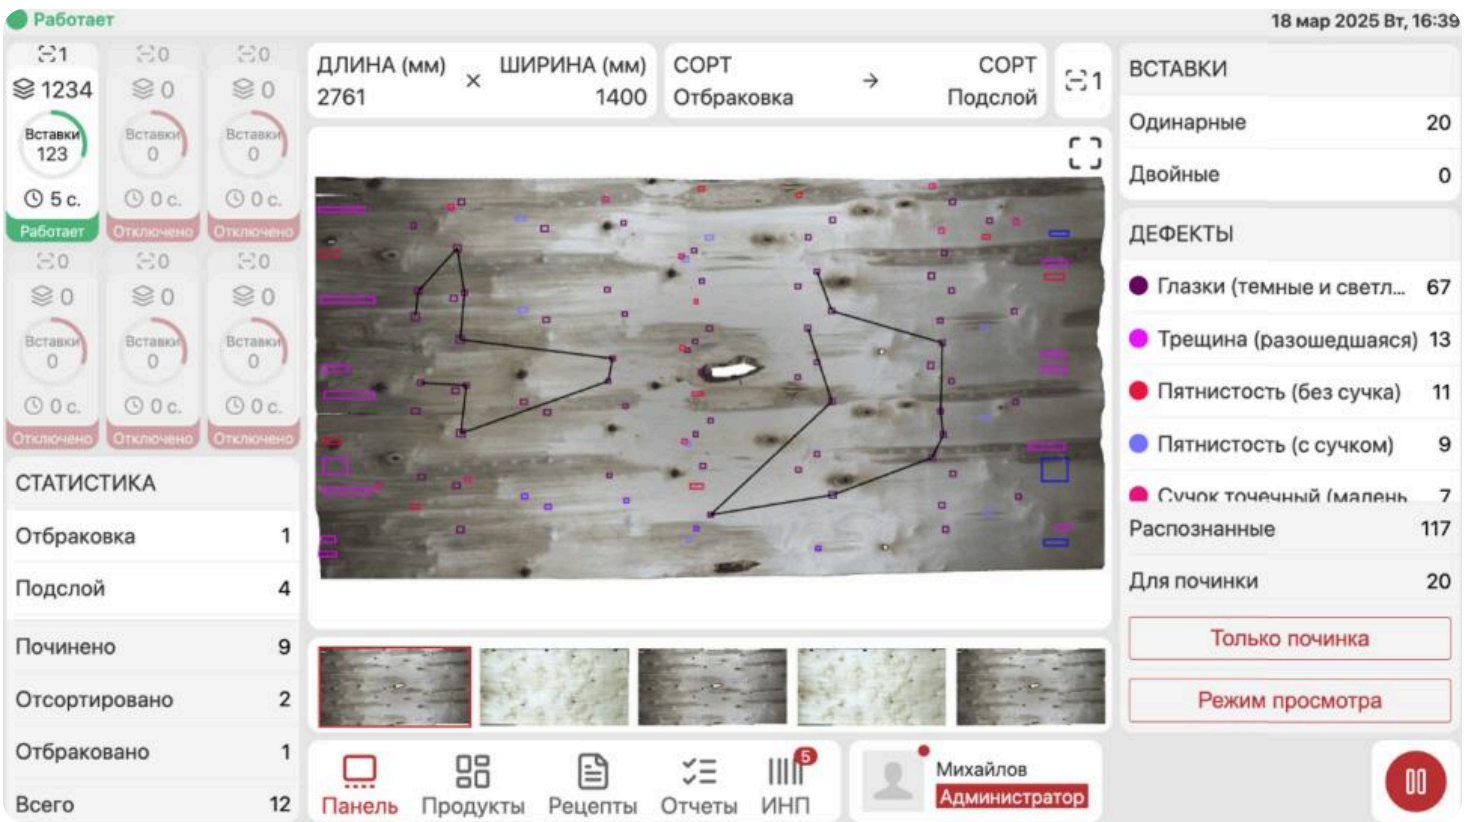 Работает
18 мар 2025 Вт, 16:39
1
1234
Вставки
123
5 с.
Работает
0
0
Вставки
0
0 с.
Отключено
0
0
Вставки
0
0 с.
Отключено
0
0
Вставки
0
0 с.
Отключено
0
0
Вставки
0
0 с.
Отключено
0
0
Вставки
0
0 с.
Отключено
СТАТИСТИКА
Отбраковка 1
Подслой 4
Починено 9
Отсортировано 2
Отбраковано 1
Всего 12
ДЛИНА (мм) × ШИРИНА (мм)
2761 1400
СОРТ → СОРТ
Отбраковка Подслой
1
Панель
Продукты
Рецепты
Отчеты
5
ИНП
Михайлов
Администратор
ВСТАВКИ
Одинарные 20
Двойные 0
ДЕФЕКТЫ
Глазки (темные и светл... 67
Трещина (разошедшаяся) 13
Пятнистость (без сучка) 11
Пятнистость (с сучком) 9
Сучок точечный (мален 7
Распознанные 117
Для починки 20
Только починка
Режим просмотра